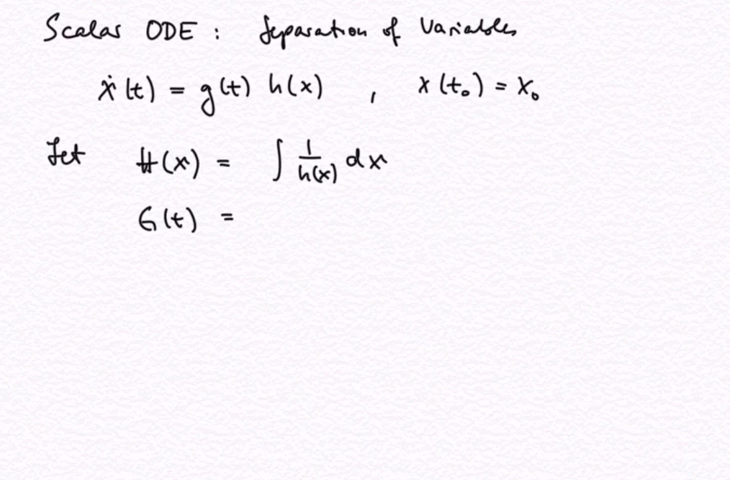 Scalar ODE : Separation of Variables
ẋ(t) = g(t) h(x) , x(t₀) = x₀
Let H(x) = ∫ 1/h(x) dx
G(t) =